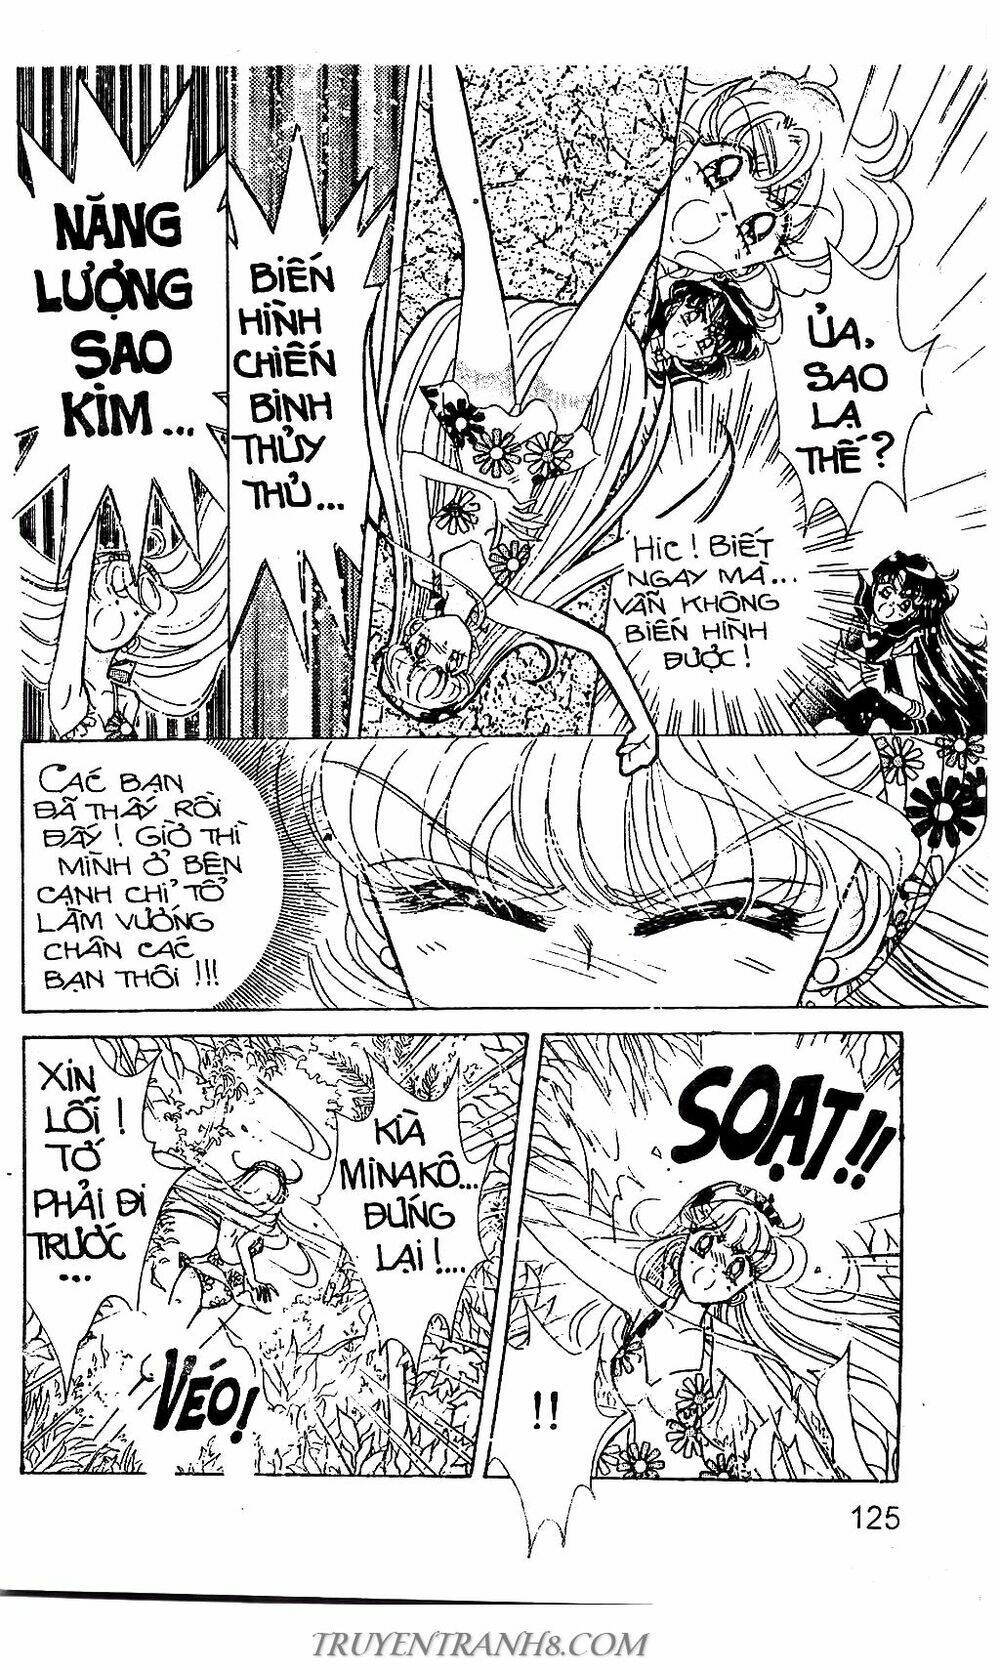 NĂNG
LƯỢNG
SAO
KIM...
BIẾN
HÌNH
CHIẾN
BINH
THỦY
THỦ...
ỦA,
SAO
LẠ
THẾ?
HIC! BIẾT
NGAY MÀ...
VẪN KHÔNG
BIẾN HÌNH
ĐƯỢC!
CÁC BẠN
ĐÃ THẤY RỒI
ĐẤY! GIỜ THÌ
MÌNH Ở BÊN
CẠNH CHỈ TỔ
LÀM VƯỚNG
CHÂN CÁC
BẠN THÔI!!!
XIN
LỖI!
TỚ
PHẢI ĐI
TRƯỚC
...
KÌA
MINAKÔ...
ĐỨNG
LẠI!...
VÉO!
SOẠT!!
!!
125
TRUYENTRANH8.COM